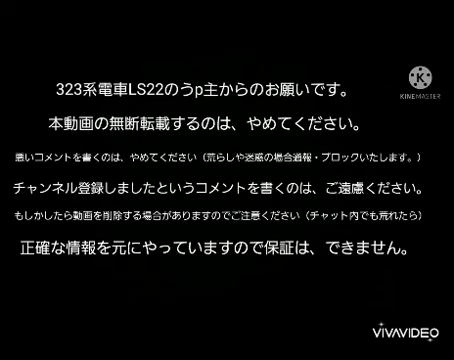 323系電車LS22のうp主からのお願いです。
KINEMASTER
本動画の無断転載するのは、やめてください。
悪いコメントを書くのは、やめてください（荒らしや迷惑の場合通報・ブロックいたします。）
チャンネル登録しましたというコメントを書くのは、ご遠慮ください。
もしかしたら動画を削除する場合がありますのでご注意ください（チャット内でも荒れたら）
正確な情報を元にやっていますので保証は、できません。
VIVAVIDEO